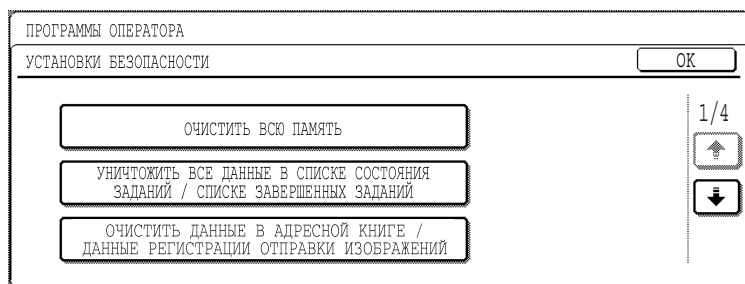 ПРОГРАММЫ ОПЕРАТОРА
УСТАНОВКИ БЕЗОПАСНОСТИ
OK
ОЧИСТИТЬ ВСЮ ПАМЯТЬ
1/4
УНИЧТОЖИТЬ ВСЕ ДАННЫЕ В СПИСКЕ СОСТОЯНИЯ
ЗАДАНИЙ / СПИСКЕ ЗАВЕРШЕННЫХ ЗАДАНИЙ
ОЧИСТИТЬ ДАННЫЕ В АДРЕСНОЙ КНИГЕ /
ДАННЫЕ РЕГИСТРАЦИИ ОТПРАВКИ ИЗОБРАЖЕНИЙ